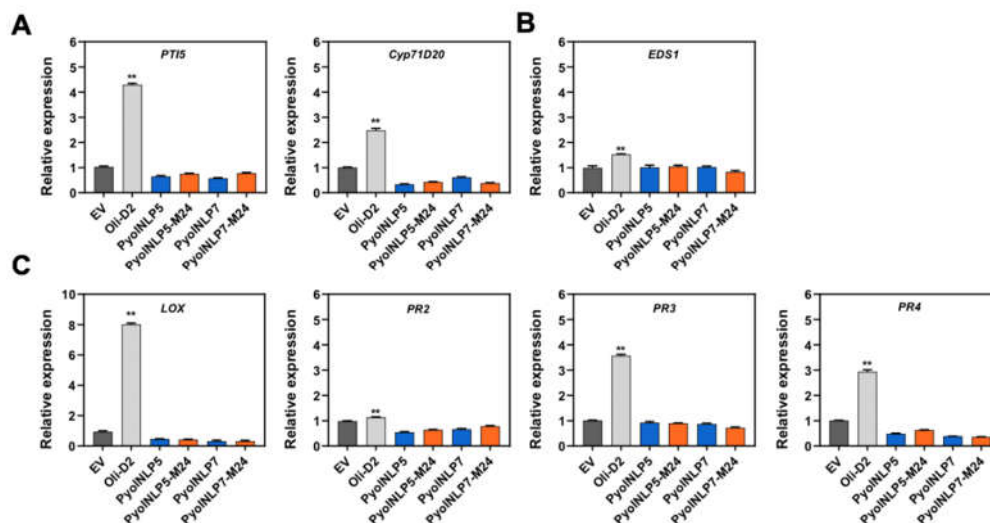 A
B
PTI5
Cyp71D20
EDS1
Relative expression
6
5
4
3
2
1
0
**
EV
Oli-D2
PyolNLP5
PyolNLP5-M24
PyolNLP7
PyolNLP7-M24
Relative expression
6
5
4
3
2
1
0
**
EV
Oli-D2
PyolNLP5
PyolNLP5-M24
PyolNLP7
PyolNLP7-M24
Relative expression
6
5
4
3
2
1
0
**
EV
Oli-D2
PyolNLP5
PyolNLP5-M24
PyolNLP7
PyolNLP7-M24
C
LOX
PR2
PR3
PR4
Relative expression
10
8
6
4
2
0
**
EV
Oli-D2
PyolNLP5
PyolNLP5-M24
PyolNLP7
PyolNLP7-M24
Relative expression
6
5
4
3
2
1
0
**
EV
Oli-D2
PyolNLP5
PyolNLP5-M24
PyolNLP7
PyolNLP7-M24
Relative expression
6
5
4
3
2
1
0
**
EV
Oli-D2
PyolNLP5
PyolNLP5-M24
PyolNLP7
PyolNLP7-M24
Relative expression
6
5
4
3
2
1
0
**
EV
Oli-D2
PyolNLP5
PyolNLP5-M24
PyolNLP7
PyolNLP7-M24